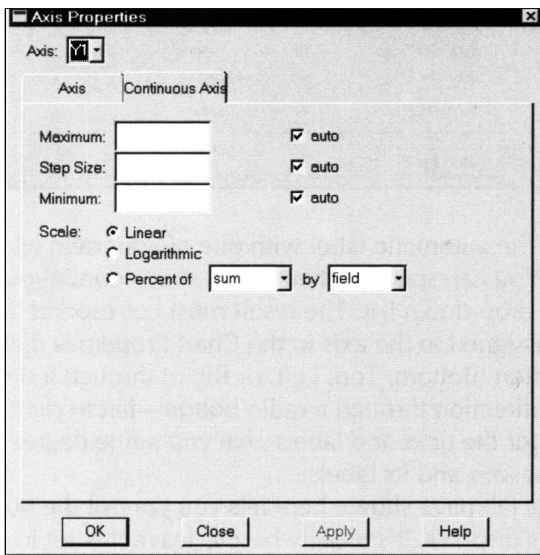 Axis Properties
Axis: Y1
Axis Continuous Axis
Maximum: auto
Step Size: auto
Minimum: auto
Scale: Linear
Logarithmic
Percent of sum by field
OK Close Apply Help